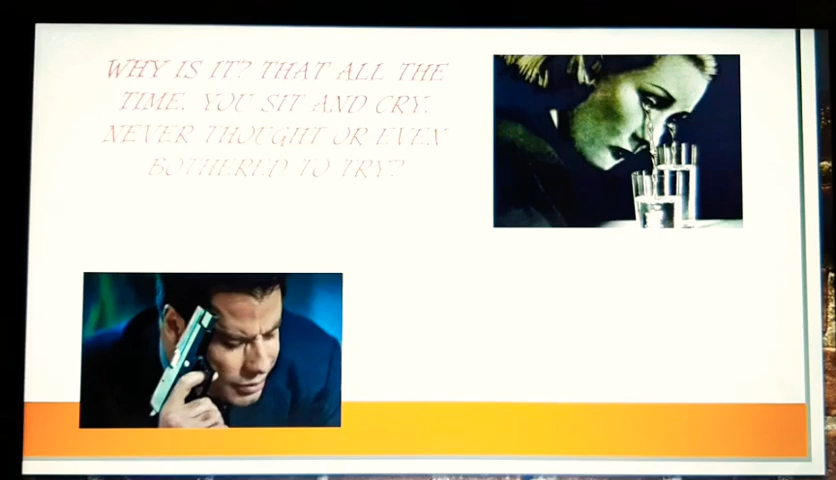 WHY IS IT? THAT ALL THE
TIME. YOU SIT AND CRY.
NEVER THOUGHT OR EVEN
BOTHERED TO TRY?